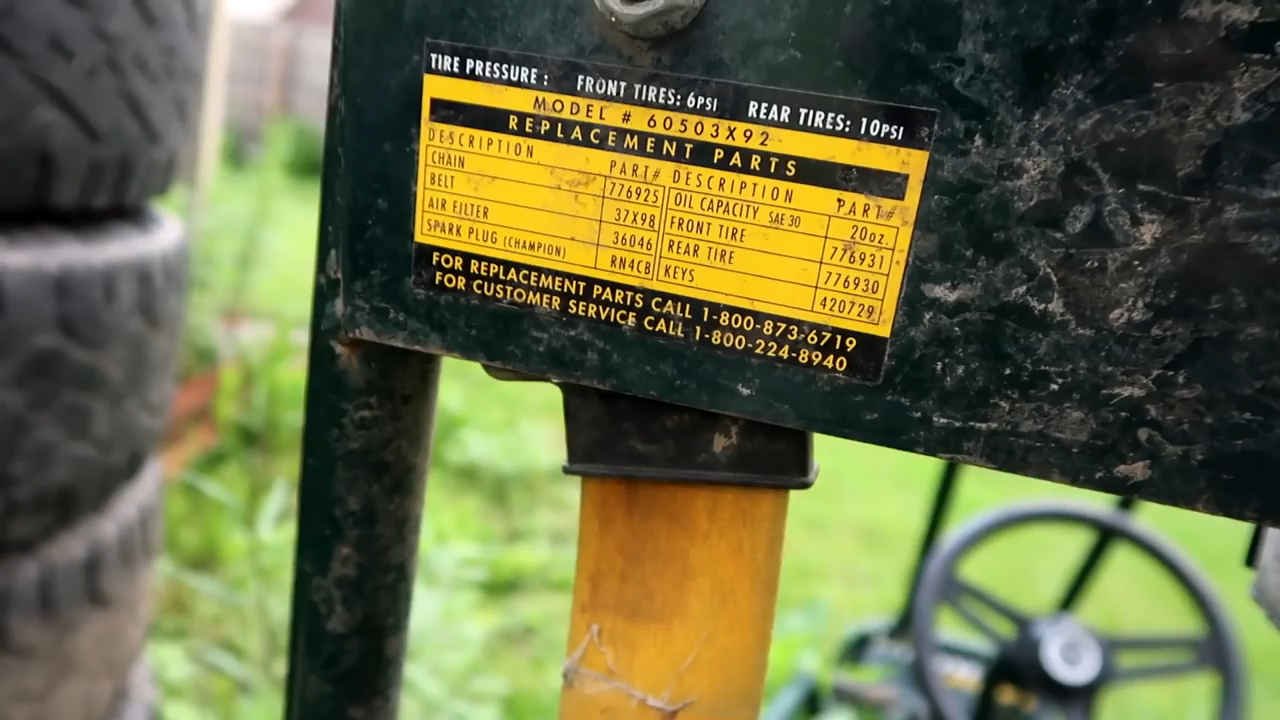 TIRE PRESSURE : FRONT TIRES: 6PSI REAR TIRES: 10PSI
MODEL # 60503X92
REPLACEMENT PARTS
DESCRIPTION PART# DESCRIPTION PART#
CHAIN 776925 OIL CAPACITY SAE 30 20oz.
BELT 37X98 FRONT TIRE 776931
AIR FILTER 36046 REAR TIRE 776930
SPARK PLUG (CHAMPION) RN4CB KEYS 420729
FOR REPLACEMENT PARTS CALL 1-800-873-6719
FOR CUSTOMER SERVICE CALL 1-800-224-8940